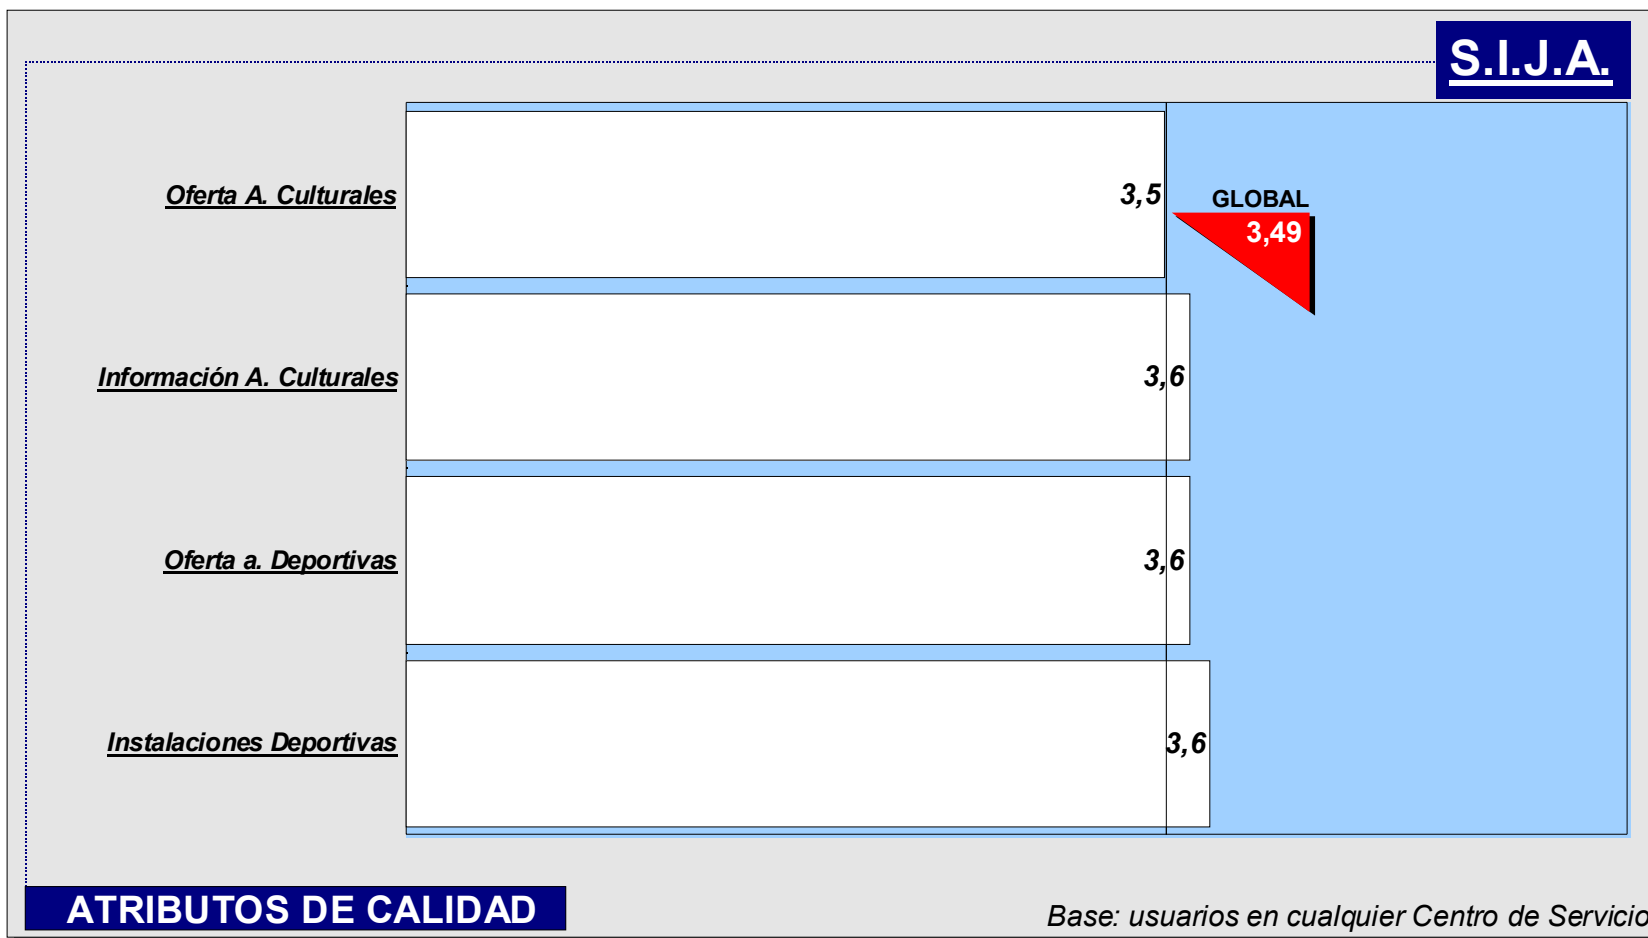 S.I.J.A.
Oferta A. Culturales
3,5
GLOBAL
3,49
Información A. Culturales
3,6
Oferta a. Deportivas
3,6
Instalaciones Deportivas
3,6
ATRIBUTOS DE CALIDAD
Base: usuarios en cualquier Centro de Servicio